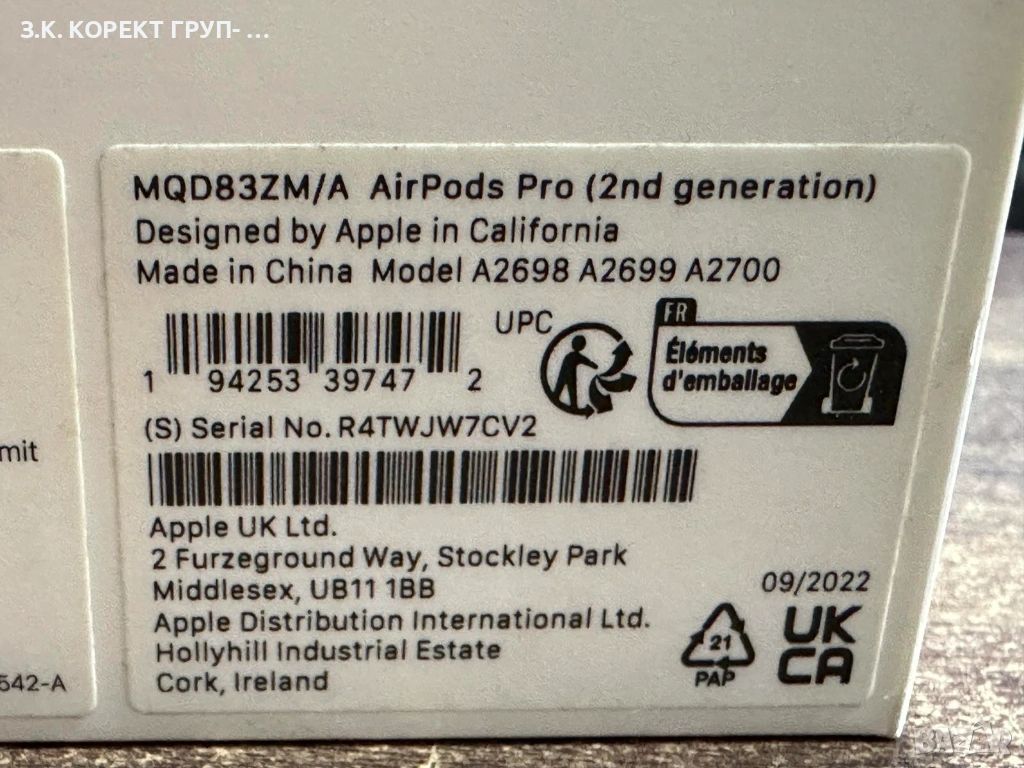 З.К. КОРЕКТ ГРУП- ...
MQD83ZM/A AirPods Pro (2nd generation)
Designed by Apple in California
Made in China Model A2698 A2699 A2700
UPC
FR
Éléments
d'emballage
1 94253 39747 2
(S) Serial No. R4TWJW7CV2
mit
Apple UK Ltd.
2 Furzeground Way, Stockley Park
Middlesex, UB11 1BB
09/2022
Apple Distribution International Ltd.
Hollyhill Industrial Estate
Cork, Ireland
21
PAP
UK
CA
542-A